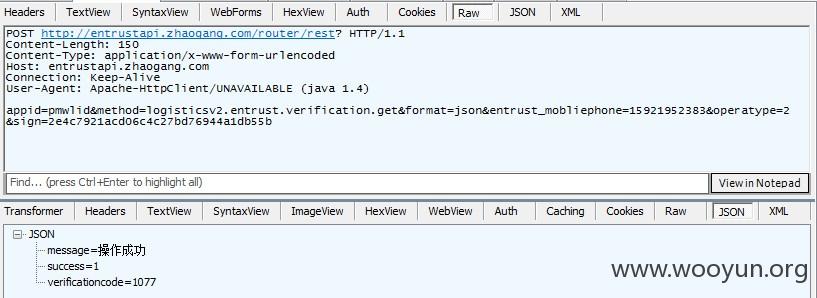 Headers TextView SyntaxView WebForms HexView Auth Cookies Raw JSON XML
POST http://entrustapi.zhaogang.com/router/rest? HTTP/1.1
Content-Length: 150
Content-Type: application/x-www-form-urlencoded
Host: entrustapi.zhaogang.com
Connection: Keep-Alive
User-Agent: Apache-HttpClient/UNAVAILABLE (java 1.4)
appid=pmwlid&method=logisticsv2.entrust.verification.get&format=json&entrust_mobliephone=15921952383&operatype=2
&sign=2e4c7921acd06c4c27bd76944a1db55b
Find... (press Ctrl+Enter to highlight all) View in Notepad
Transformer Headers TextView SyntaxView ImageView HexView WebView Auth Caching Cookies Raw JSON XML
JSON
message=操作成功
success=1
verificationcode=1077
www.wooyun.org